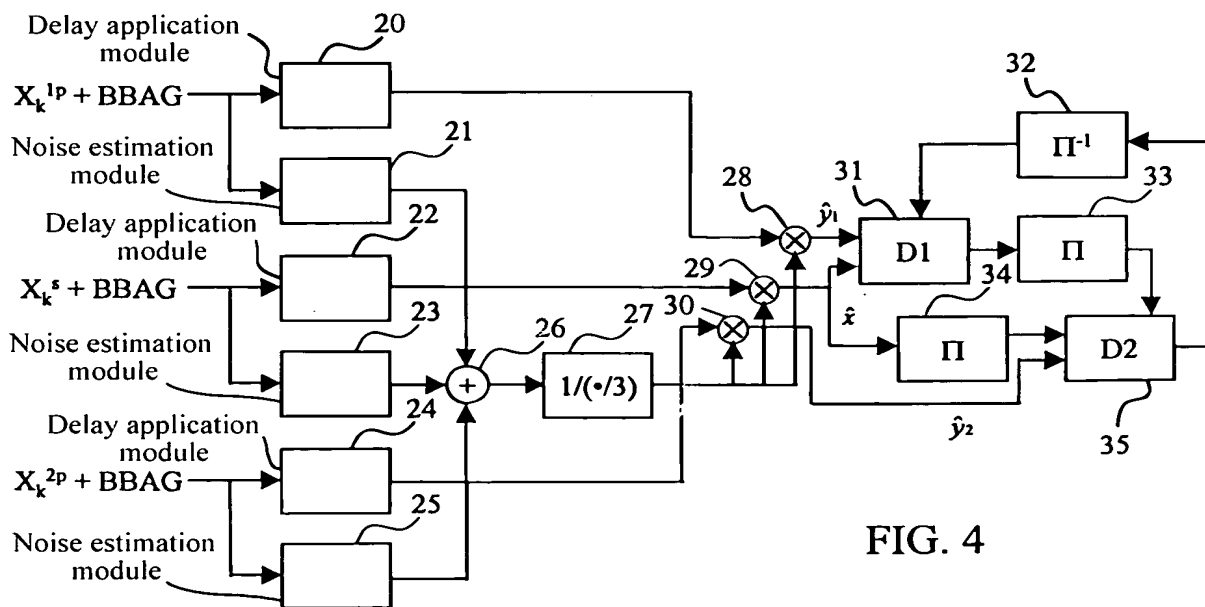 Delay application
module
20
X_k^{1p} + BBAG
Noise estimation
module
21
Delay application
module
22
X_k^s + BBAG
Noise estimation
module
23
Delay application
module
24
X_k^{2p} + BBAG
Noise estimation
module
25
26
+
27
1/(•/3)
28
×
29
×
30
×
ŷ₁
x̂
ŷ₂
31
D1
32
Π⁻¹
33
Π
34
Π
D2
35
FIG. 4